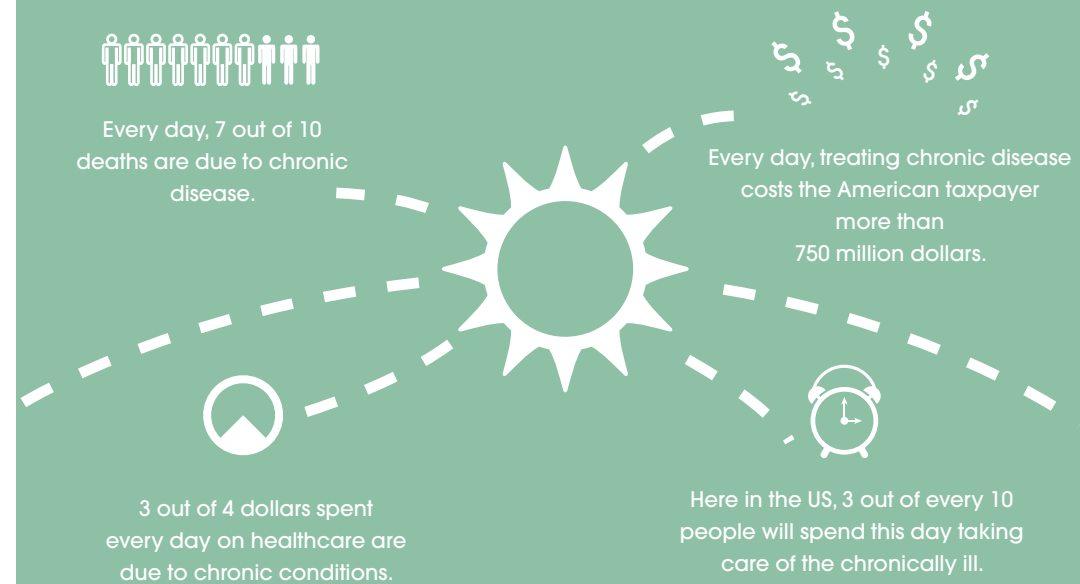 Every day, 7 out of 10
deaths are due to chronic
disease.
Every day, treating chronic disease
costs the American taxpayer
more than
750 million dollars.
3 out of 4 dollars spent
every day on healthcare are
due to chronic conditions.
Here in the US, 3 out of every 10
people will spend this day taking
care of the chronically ill.